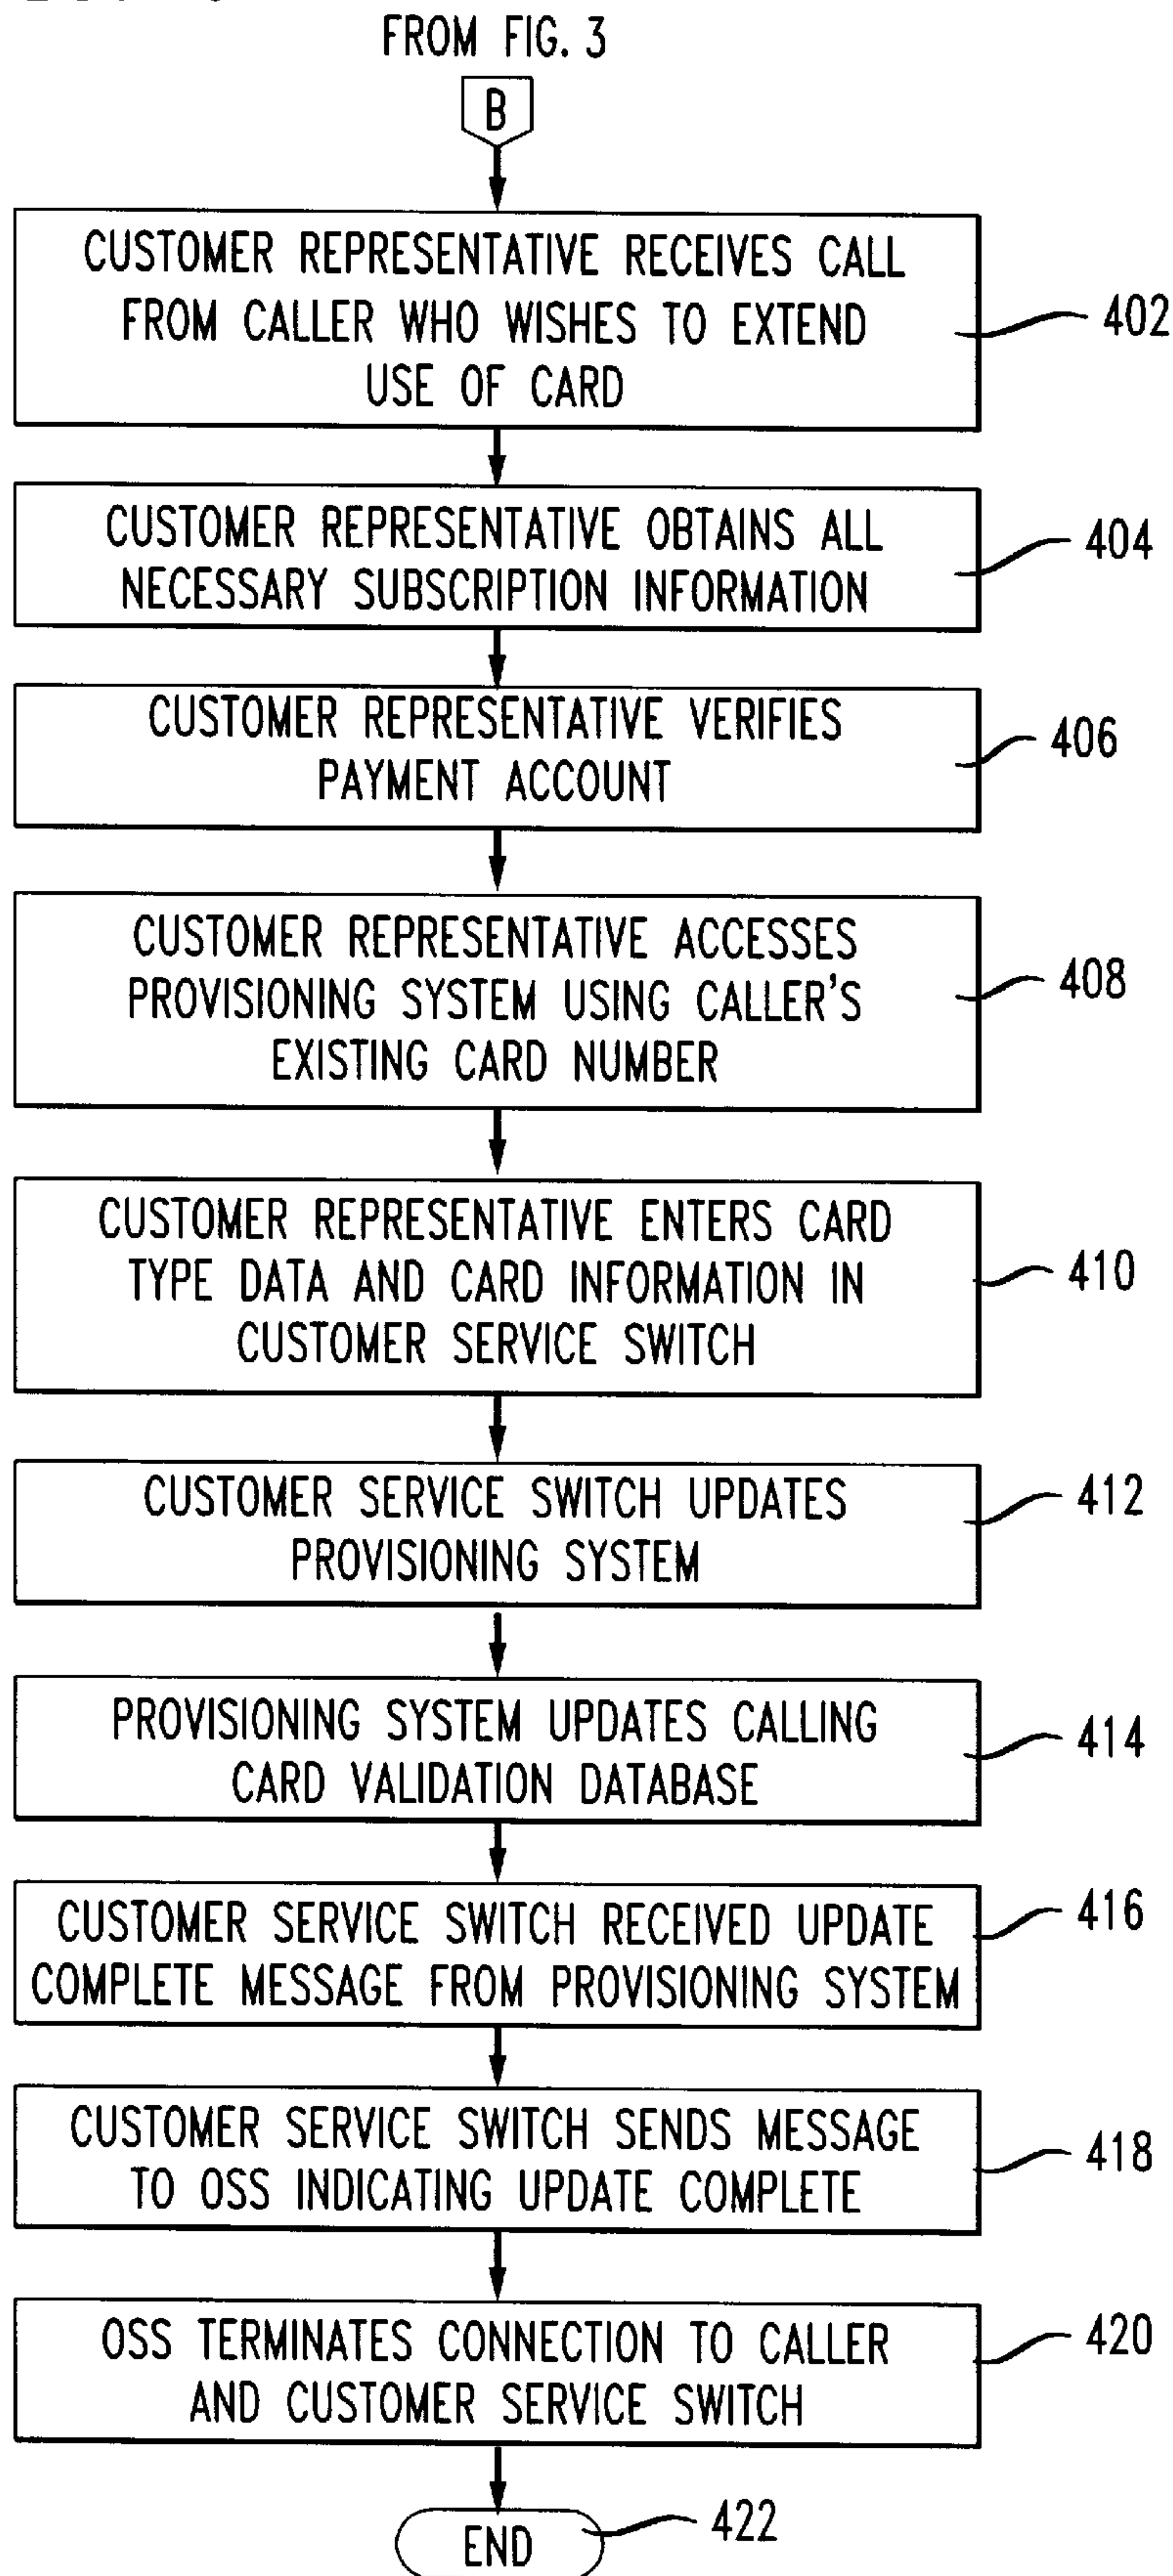 FROM FIG. 3
B
CUSTOMER REPRESENTATIVE RECEIVES CALL
FROM CALLER WHO WISHES TO EXTEND
USE OF CARD
402
CUSTOMER REPRESENTATIVE OBTAINS ALL
NECESSARY SUBSCRIPTION INFORMATION
404
CUSTOMER REPRESENTATIVE VERIFIES
PAYMENT ACCOUNT
406
CUSTOMER REPRESENTATIVE ACCESSES
PROVISIONING SYSTEM USING CALLER'S
EXISTING CARD NUMBER
408
CUSTOMER REPRESENTATIVE ENTERS CARD
TYPE DATA AND CARD INFORMATION IN
CUSTOMER SERVICE SWITCH
410
CUSTOMER SERVICE SWITCH UPDATES
PROVISIONING SYSTEM
412
PROVISIONING SYSTEM UPDATES CALLING
CARD VALIDATION DATABASE
414
CUSTOMER SERVICE SWITCH RECEIVED UPDATE
COMPLETE MESSAGE FROM PROVISIONING SYSTEM
416
CUSTOMER SERVICE SWITCH SENDS MESSAGE
TO OSS INDICATING UPDATE COMPLETE
418
OSS TERMINATES CONNECTION TO CALLER
AND CUSTOMER SERVICE SWITCH
420
END
422